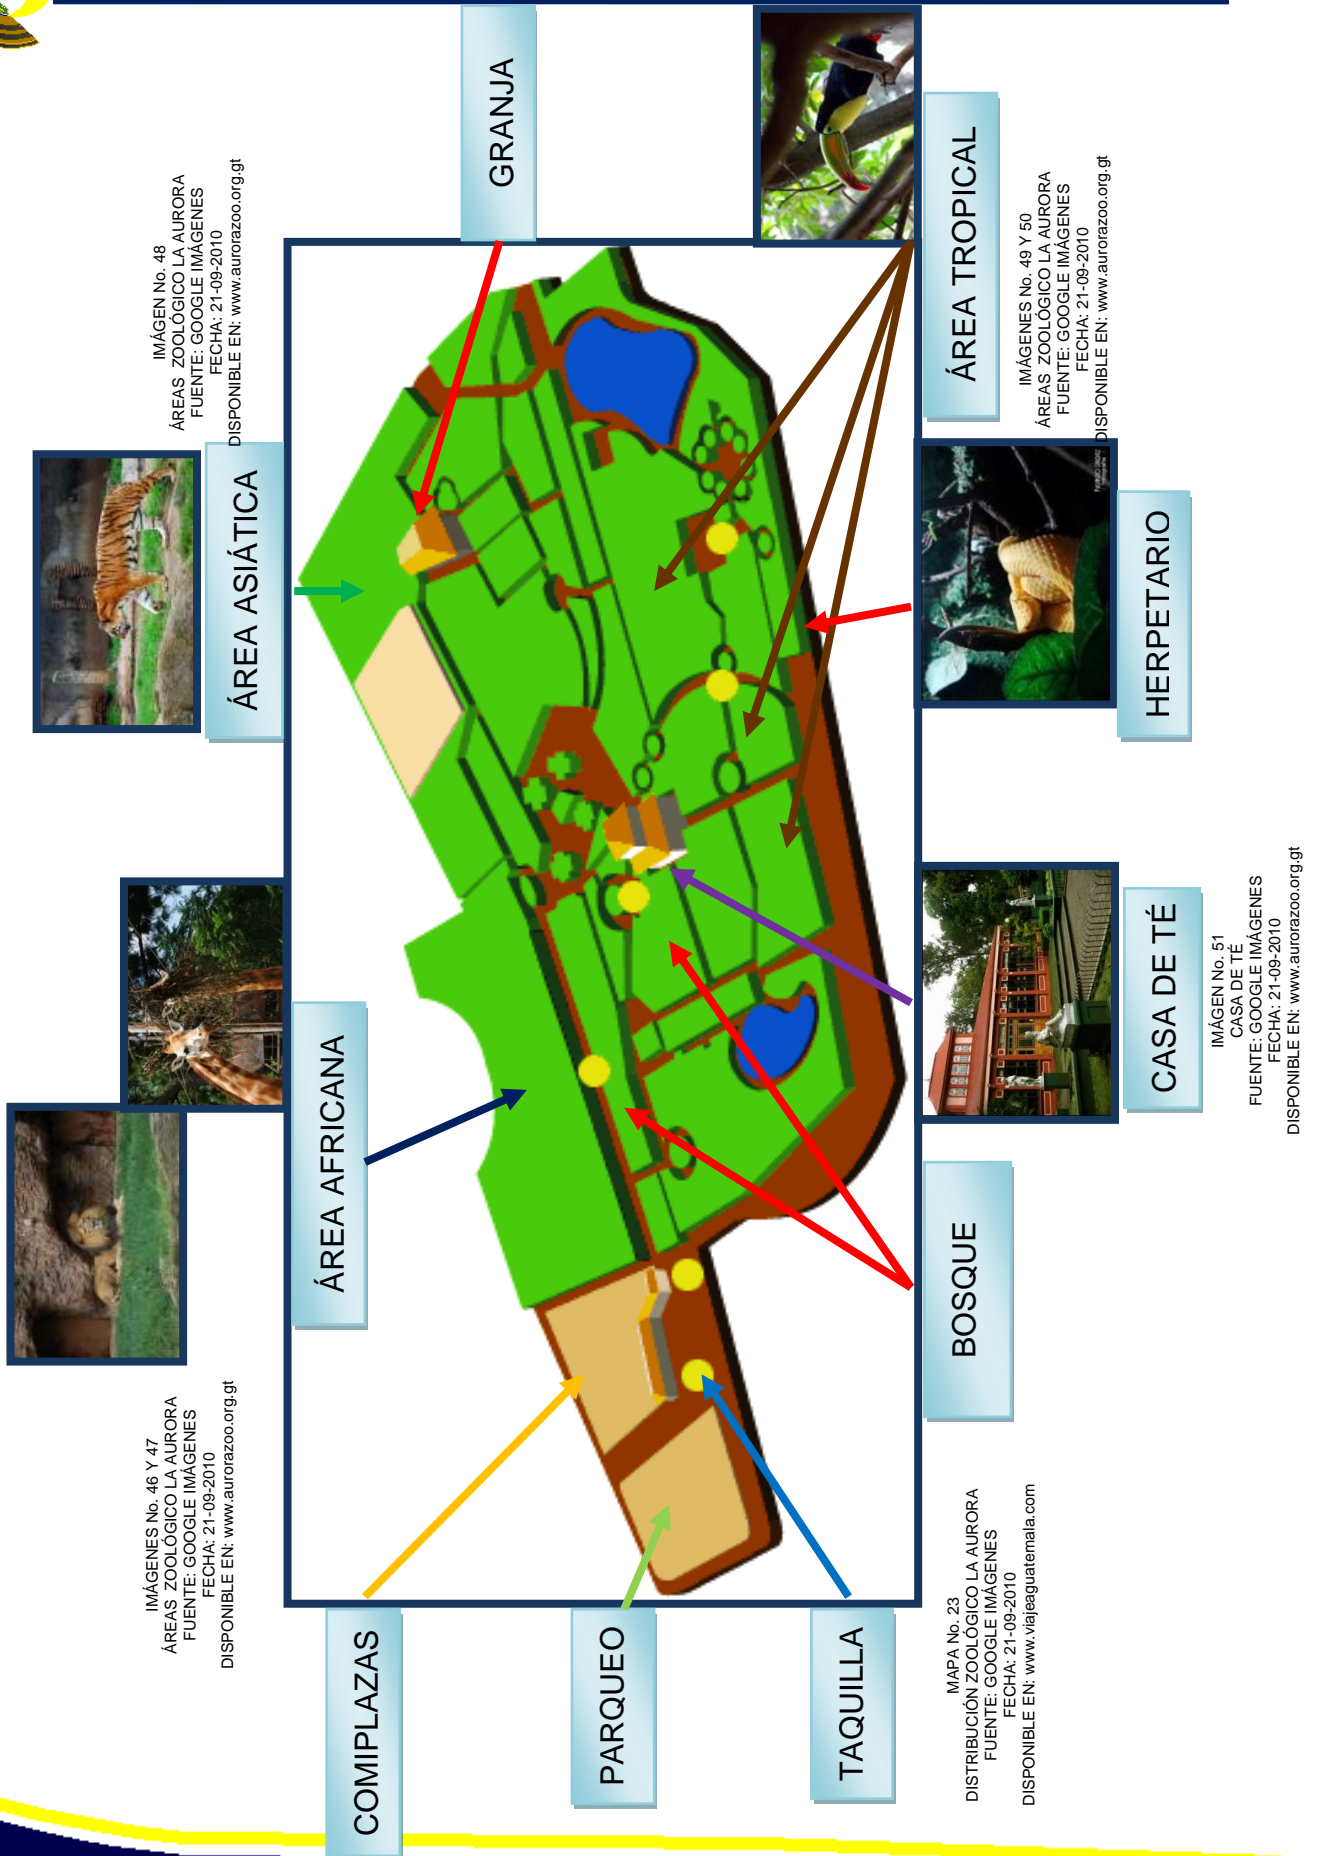 IMÁGENES No. 46 Y 47
ÁREAS ZOOLÓGICO LA AURORA
FUENTE: GOOGLE IMÁGENES
FECHA: 21-09-2010
DISPONIBLE EN: www.aurorazoo.org.gt
IMÁGEN No. 48
ÁREAS ZOOLÓGICO LA AURORA
FUENTE: GOOGLE IMÁGENES
FECHA: 21-09-2010
DISPONIBLE EN: www.aurorazoo.org.gt
ÁREA ASIÁTICA
ÁREA AFRICANA
COMIPLAZAS
GRANJA
PARQUEO
TAQUILLA
BOSQUE
CASA DE TÉ
HERPETARIO
ÁREA TROPICAL
MAPA No. 23
DISTRIBUCIÓN ZOOLÓGICO LA AURORA
FUENTE: GOOGLE IMÁGENES
FECHA: 21-09-2010
DISPONIBLE EN: www.viajeaguatemala.com
IMÁGENES No. 49 Y 50
ÁREAS ZOOLÓGICO LA AURORA
FUENTE: GOOGLE IMÁGENES
FECHA: 21-09-2010
DISPONIBLE EN: www.aurorazoo.org.gt
IMÁGEN No. 51
CASA DE TÉ
FUENTE: GOOGLE IMÁGENES
FECHA: 21-09-2010
DISPONIBLE EN: www.aurorazoo.org.gt